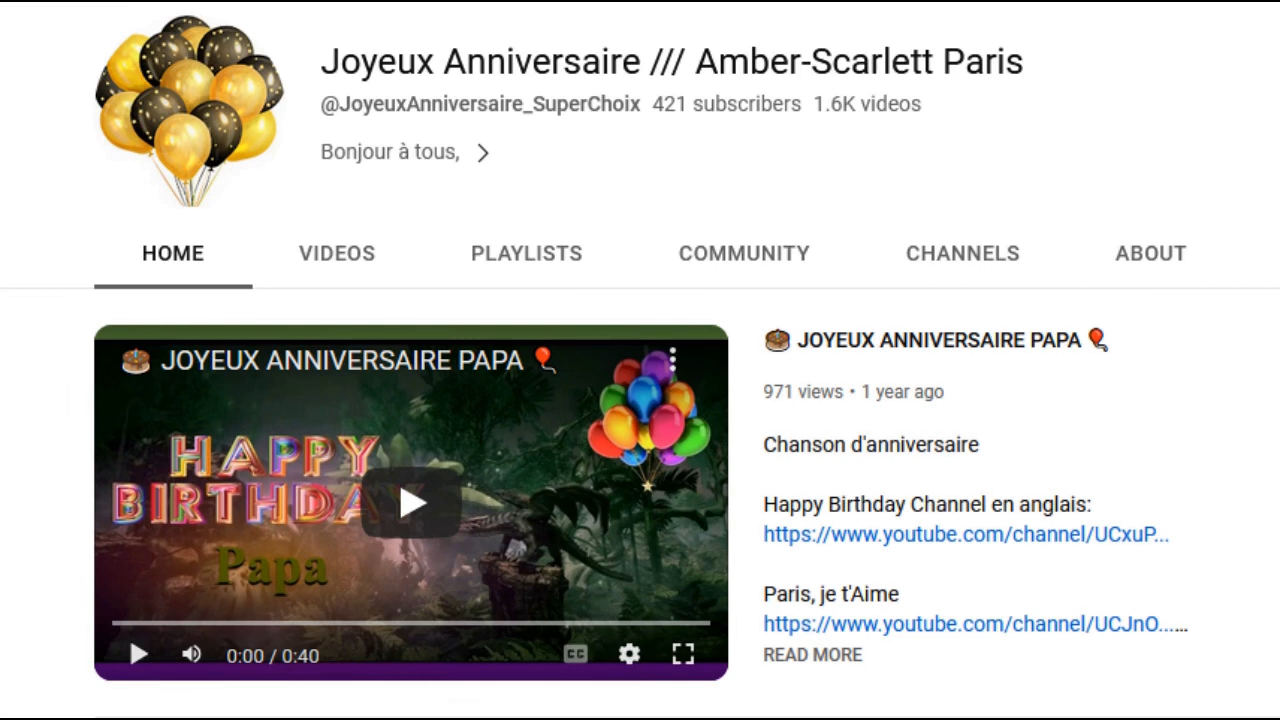 Joyeux Anniversaire /// Amber-Scarlett Paris
@JoyeuxAnniversaire_SuperChoix 421 subscribers 1.6K videos
Bonjour à tous,
HOME VIDEOS PLAYLISTS COMMUNITY CHANNELS ABOUT
JOYEUX ANNIVERSAIRE PAPA
HAPPY
BIRTHDAY
Papa
0:00 / 0:40
CC
JOYEUX ANNIVERSAIRE PAPA
971 views • 1 year ago
Chanson d'anniversaire
Happy Birthday Channel en anglais:
https://www.youtube.com/channel/UCxuP...
Paris, je t'Aime
https://www.youtube.com/channel/UCJnO......
READ MORE